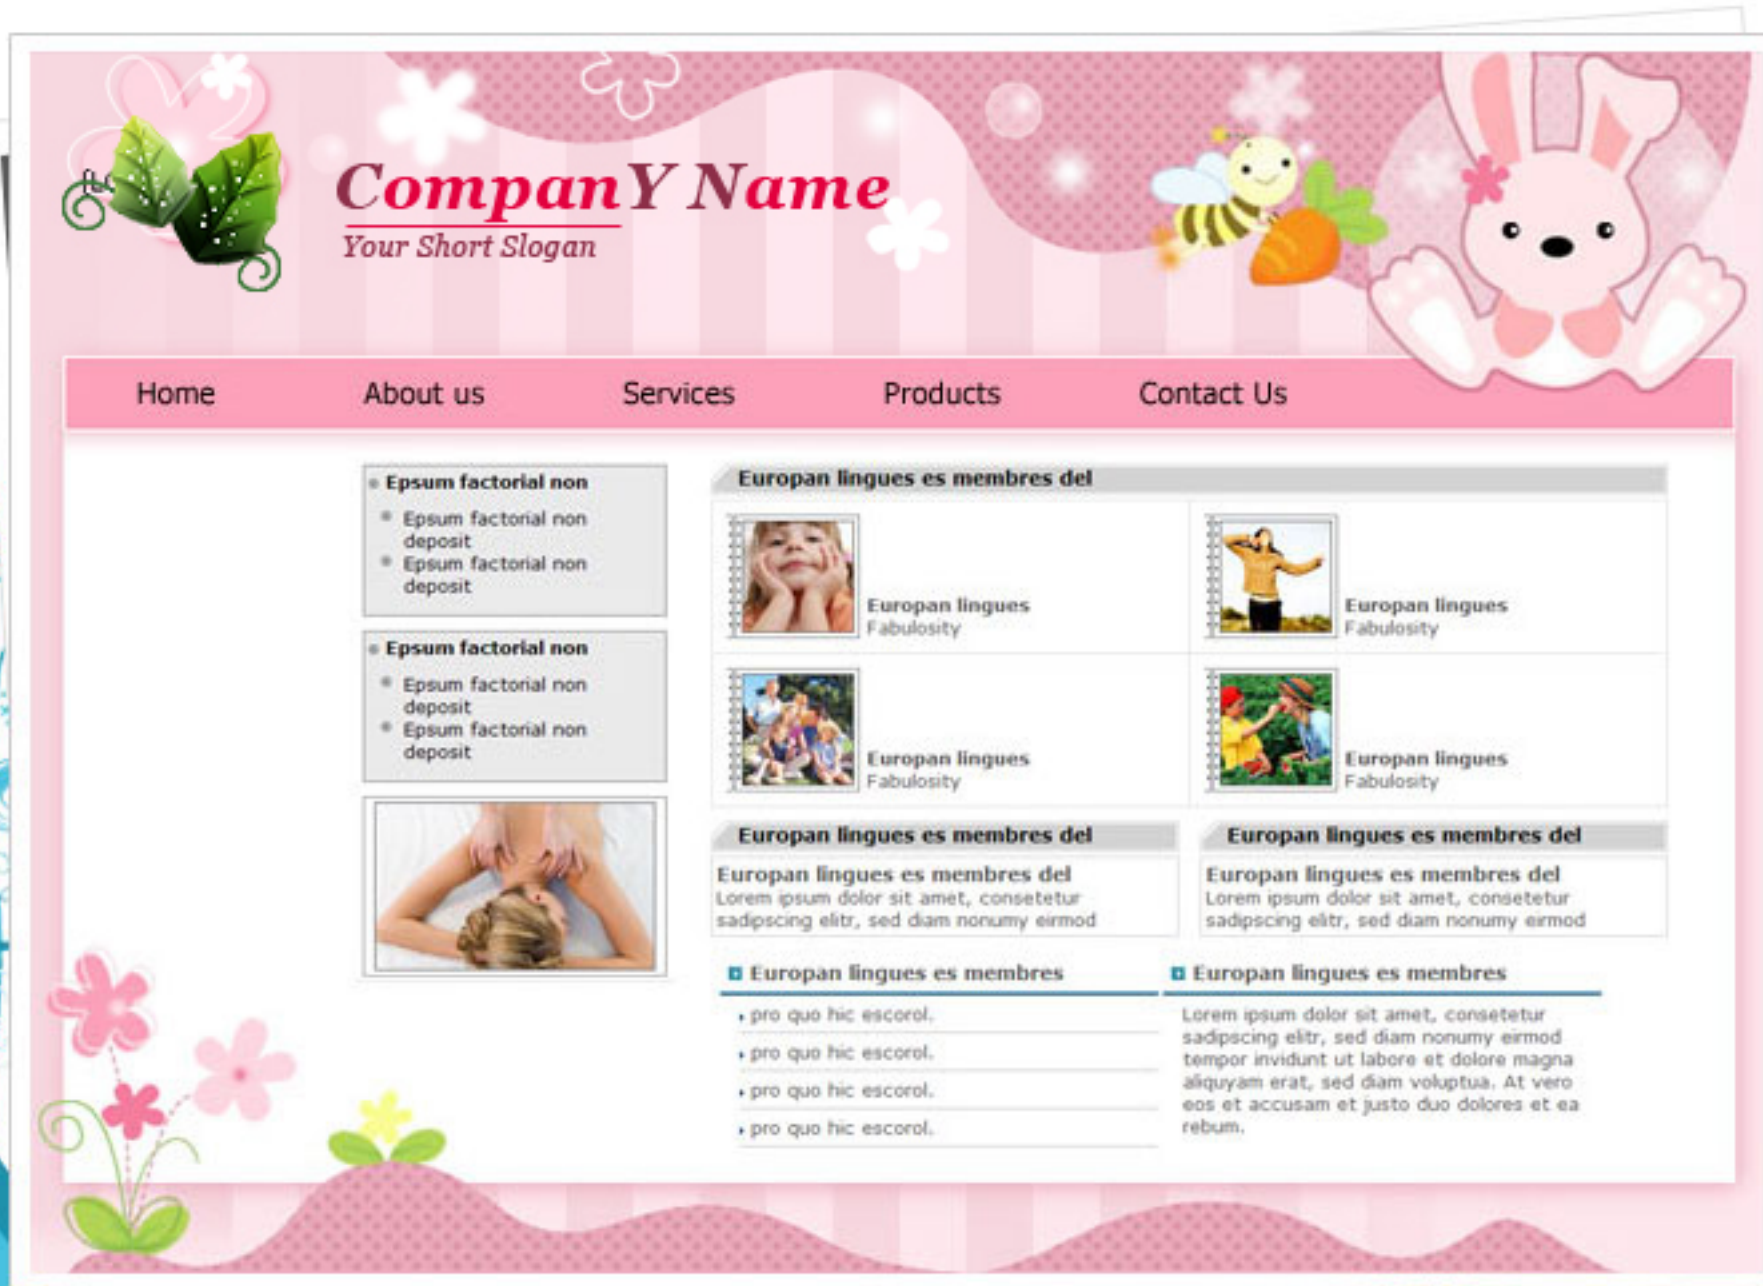 CompanY Name
Your Short Slogan
Home
About us
Services
Products
Contact Us
Epsum factorial non
Epsum factorial non
deposit
Epsum factorial non
deposit
Epsum factorial non
Epsum factorial non
deposit
Epsum factorial non
deposit
Europan lingues es membres del
Europan lingues
Fabulosity
Europan lingues
Fabulosity
Europan lingues
Fabulosity
Europan lingues
Fabulosity
Europan lingues es membres del
Europan lingues es membres del
Lorem ipsum dolor sit amet, consetetur
sadipscing elitr, sed diam nonumy eirmod
Europan lingues es membres del
Europan lingues es membres del
Lorem ipsum dolor sit amet, consetetur
sadipscing elitr, sed diam nonumy eirmod
Europan lingues es membres
pro quo hic escorol.
pro quo hic escorol.
pro quo hic escorol.
pro quo hic escorol.
Europan lingues es membres
Lorem ipsum dolor sit amet, consetetur
sadipscing elitr, sed diam nonumy eirmod
tempor invidunt ut labore et dolore magna
aliquyam erat, sed diam voluptua. At vero
eos et accusam et justo duo dolores et ea
rebum.